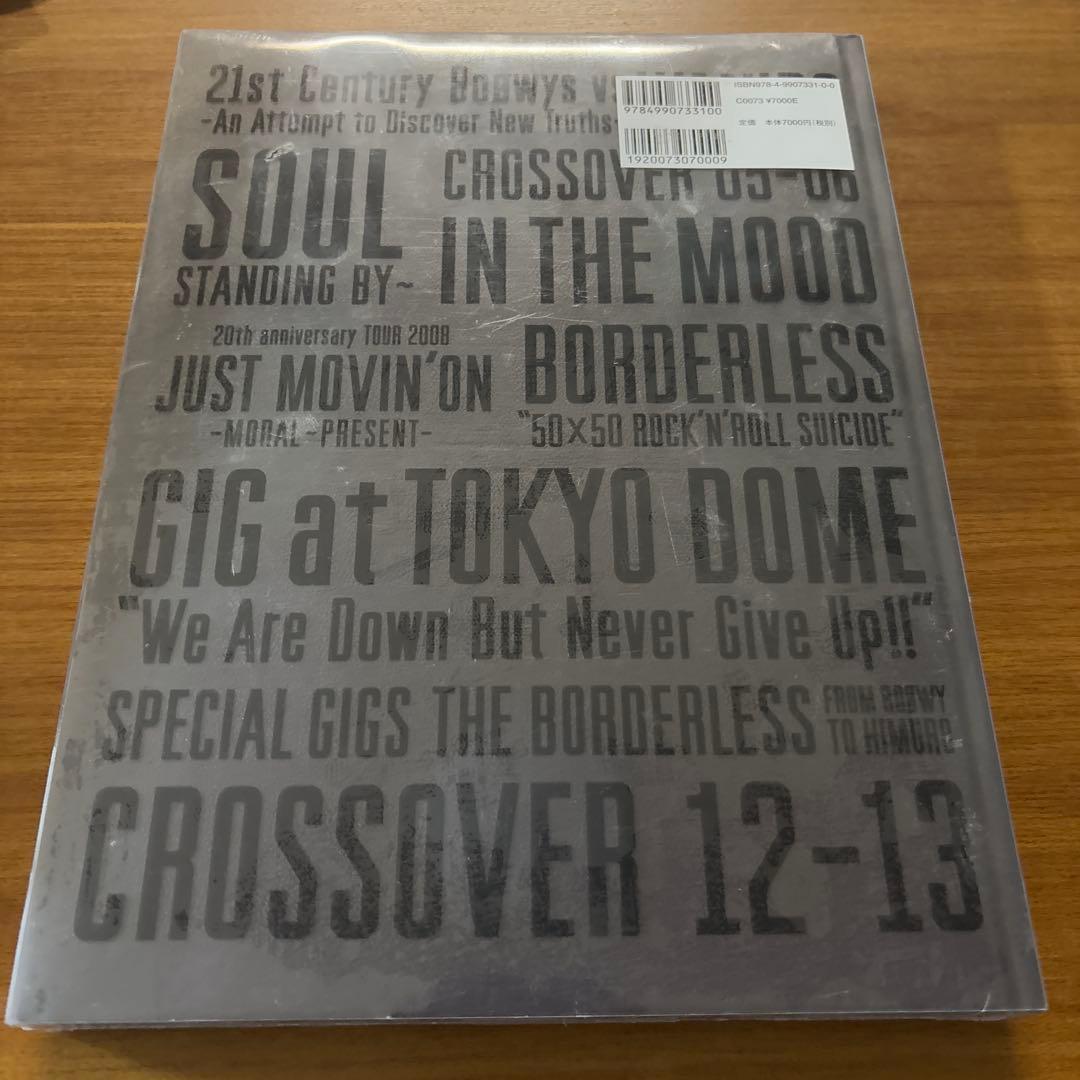 21st Century Boøwys vs
-An Attempt to Discover New Truths-
ISBN978-4-9907331-0-0
9784990733100
C0073 ¥7000E
定価 本体7000円(税別)
1920073070009
SOUL
STANDING BY~
CROSSOVER 05-06
IN THE MOOD
20th anniversary TOUR 2008
JUST MOVIN'ON
-MORAL~PRESENT-
BORDERLESS
"50×50 ROCK'N'ROLL SUICIDE"
GIG at TOKYO DOME
"We Are Down But Never Give Up!!"
SPECIAL GIGS THE BORDERLESS
FROM BOØWY
TO HIMURO
CROSSOVER 12-13